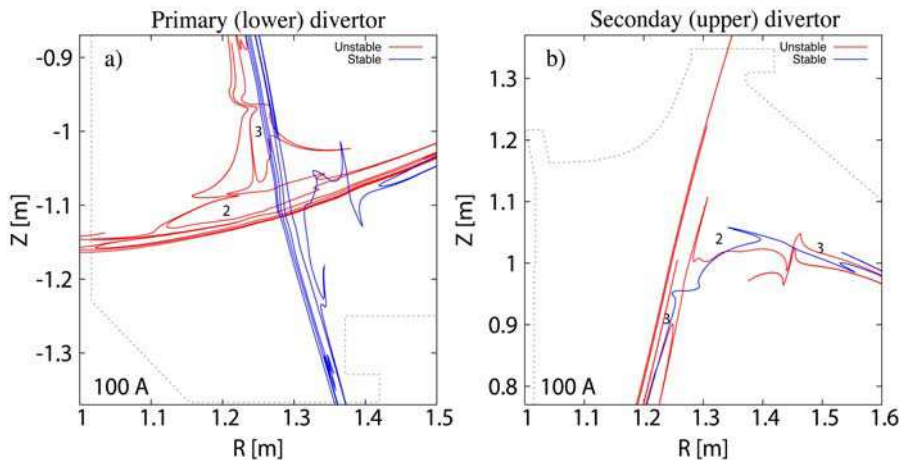 Primary (lower) divertor
Seconday (upper) divertor
a)
Unstable
Stable
-0.9
-1
-1.1
-1.2
-1.3
Z [m]
3
2
100 A
1 1.1 1.2 1.3 1.4 1.5
R [m]
b)
Unstable
Stable
1.3
1.2
1.1
1
0.9
0.8
Z [m]
2
3
3
100 A
1 1.1 1.2 1.3 1.4 1.5 1.6
R [m]